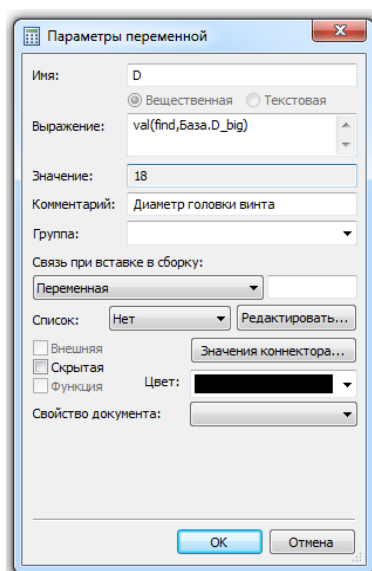 Параметры переменной
Имя: D
Вещественная Текстовая
Выражение: val(find,База.D_big)
Значение: 18
Комментарий: Диаметр головки винта
Группа:
Связь при вставке в сборку:
Переменная
Список: Нет Редактировать...
Внешняя Значения коннектора...
Скрытая
Функция Цвет:
Свойство документа:
OK Отмена